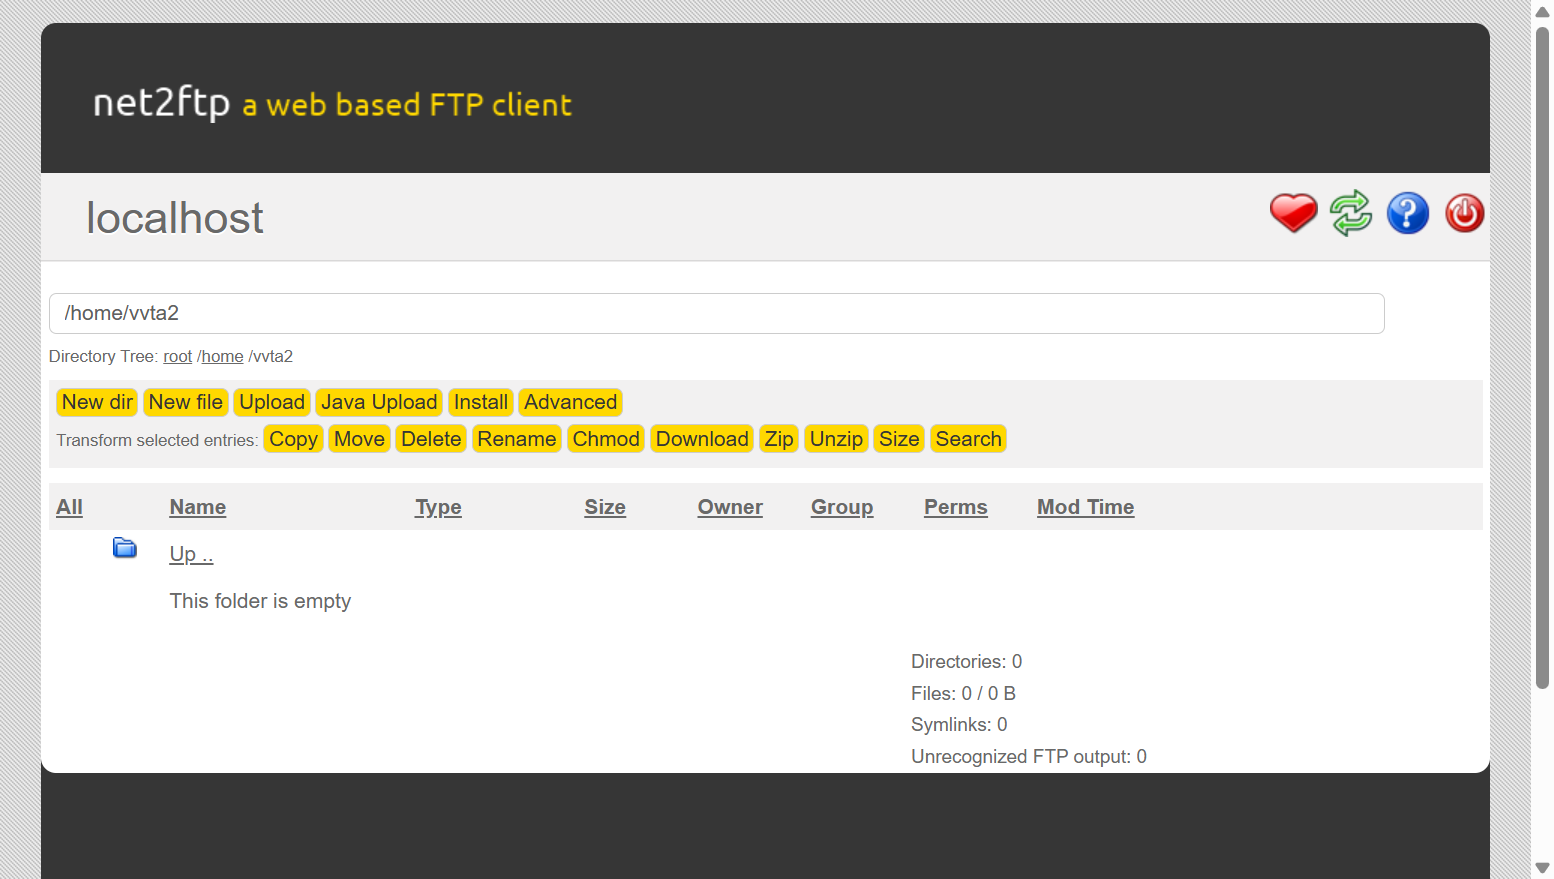 net2ftp a web based FTP client
localhost
/home/vvta2
Directory Tree: root /home /vvta2
New dir New file Upload Java Upload Install Advanced
Transform selected entries: Copy Move Delete Rename Chmod Download Zip Unzip Size Search
All Name Type Size Owner Group Perms Mod Time
Up ..
This folder is empty
Directories: 0
Files: 0 / 0 B
Symlinks: 0
Unrecognized FTP output: 0